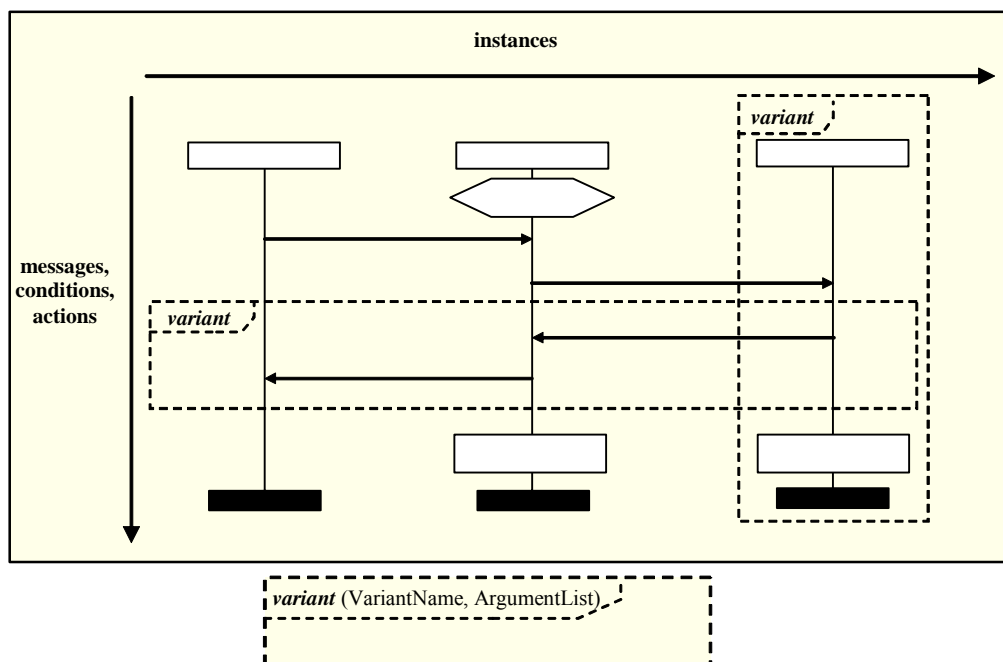 instances
variant
messages,
conditions,
actions
variant
variant (VariantName, ArgumentList)